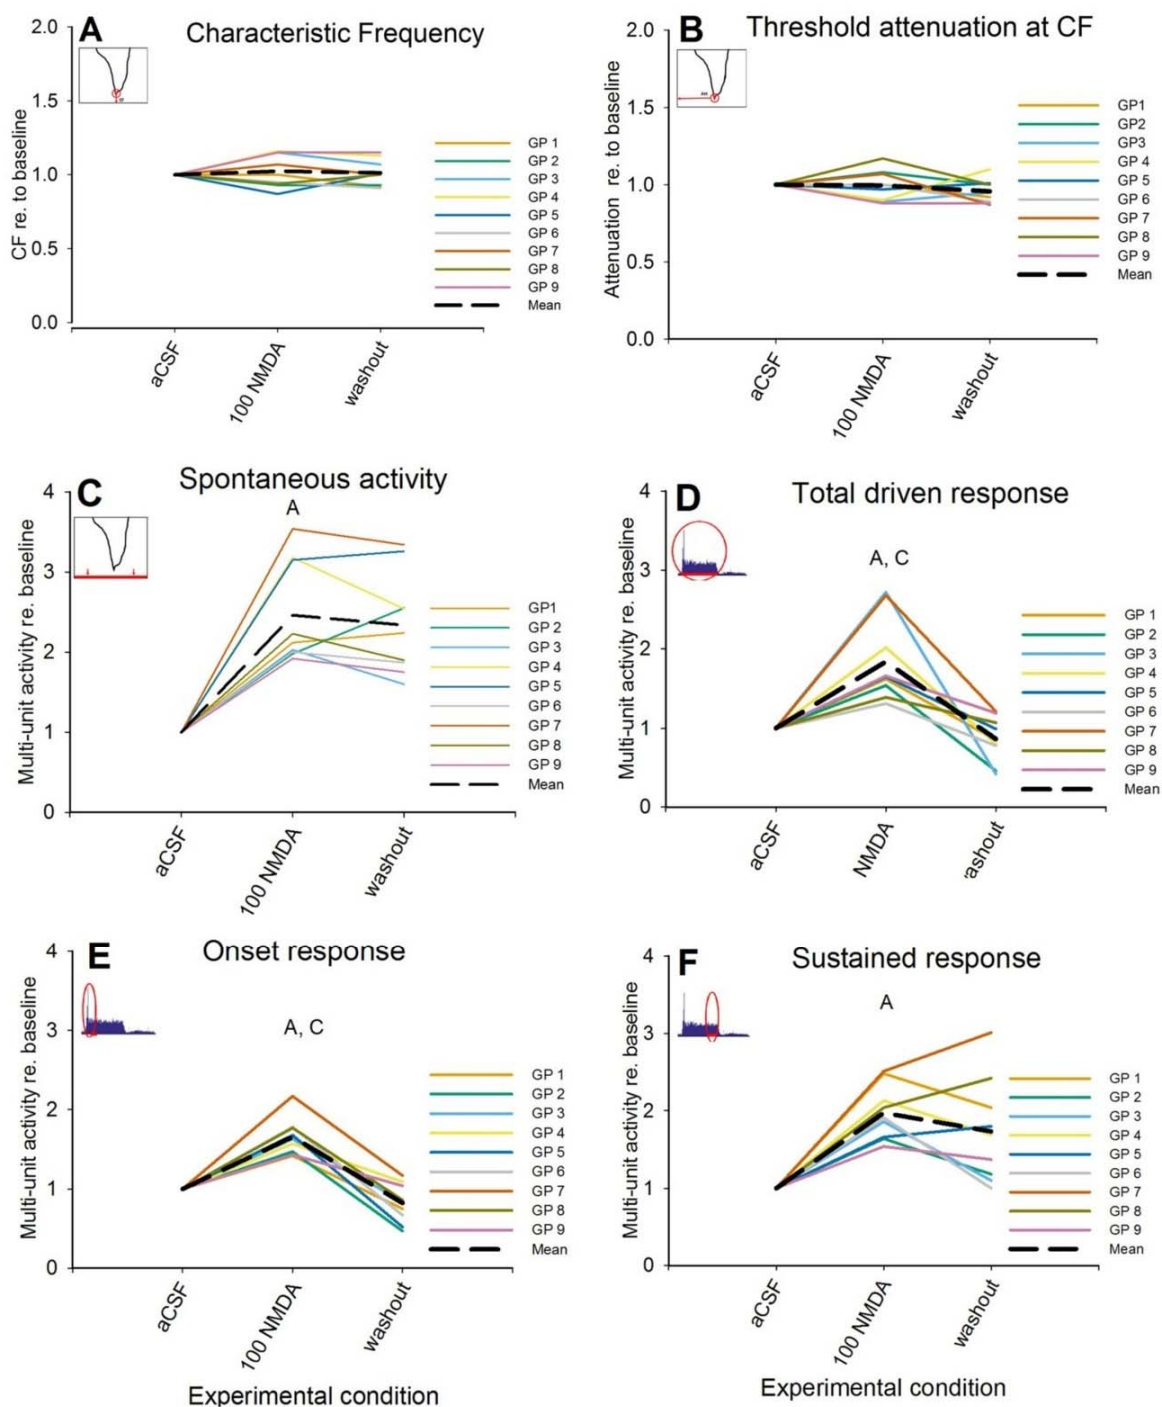 A
Characteristic Frequency
2.0
1.5
1.0
0.5
0.0
CF re. to baseline
GP 1
GP 2
GP 3
GP 4
GP 5
GP 6
GP 7
GP 8
GP 9
Mean
aCSF
100 NMDA
washout
B
Threshold attenuation at CF
2.0
1.5
1.0
0.5
0.0
Attenuation re. to baseline
GP1
GP2
GP3
GP 4
GP 5
GP 6
GP 7
GP 8
GP 9
Mean
aCSF
100 NMDA
washout
C
Spontaneous activity
A
4
3
2
1
0
Multi-unit activity re. baseline
GP1
GP 2
GP 3
GP 4
GP 5
GP 6
GP 7
GP 8
GP 9
Mean
aCSF
100 NMDA
washout
D
Total driven response
A, C
4
3
2
1
0
Multi-unit activity re. baseline
GP 1
GP 2
GP 3
GP 4
GP 5
GP 6
GP 7
GP 8
GP 9
Mean
aCSF
NMDA
ashout
E
Onset response
A, C
4
3
2
1
0
Multi-unit activity re. baseline
GP 1
GP 2
GP 3
GP 4
GP 5
GP 6
GP 7
GP 8
GP 9
Mean
aCSF
100 NMDA
washout
Experimental condition
F
Sustained response
A
4
3
2
1
0
Multi-unit activity re. baseline
GP 1
GP 2
GP 3
GP 4
GP 5
GP 6
GP 7
GP 8
GP 9
Mean
aCSF
100 NMDA
washout
Experimental condition